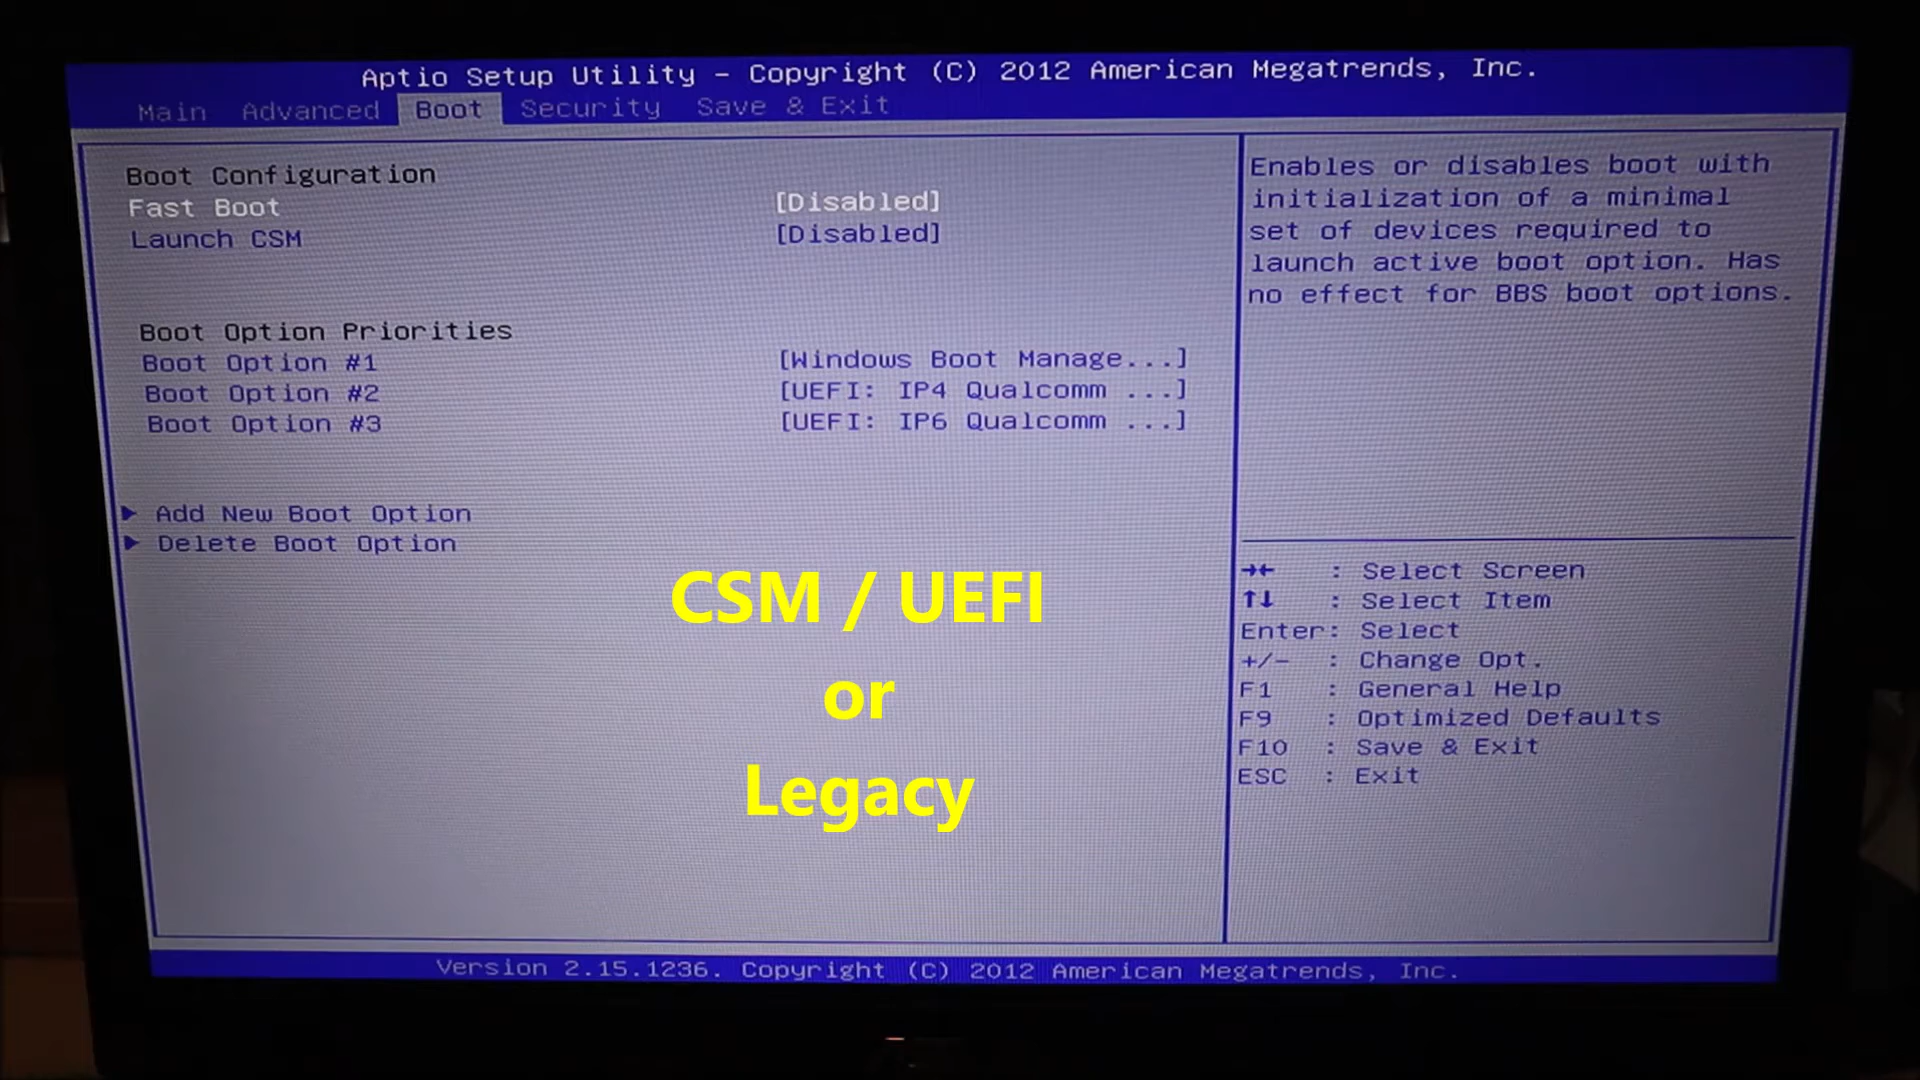 Aptio Setup Utility – Copyright (C) 2012 American Megatrends, Inc.
Main Advanced Boot Security Save & Exit
Boot Configuration
Fast Boot [Disabled]
Launch CSM [Disabled]
Boot Option Priorities
Boot Option #1 [Windows Boot Manage...]
Boot Option #2 [UEFI: IP4 Qualcomm ...]
Boot Option #3 [UEFI: IP6 Qualcomm ...]
Add New Boot Option
Delete Boot Option
CSM / UEFI
or
Legacy
Enables or disables boot with
initialization of a minimal
set of devices required to
launch active boot option. Has
no effect for BBS boot options.
→← : Select Screen
↑↓ : Select Item
Enter: Select
+/– : Change Opt.
F1 : General Help
F9 : Optimized Defaults
F10 : Save & Exit
ESC : Exit
Version 2.15.1236. Copyright (C) 2012 American Megatrends, Inc.